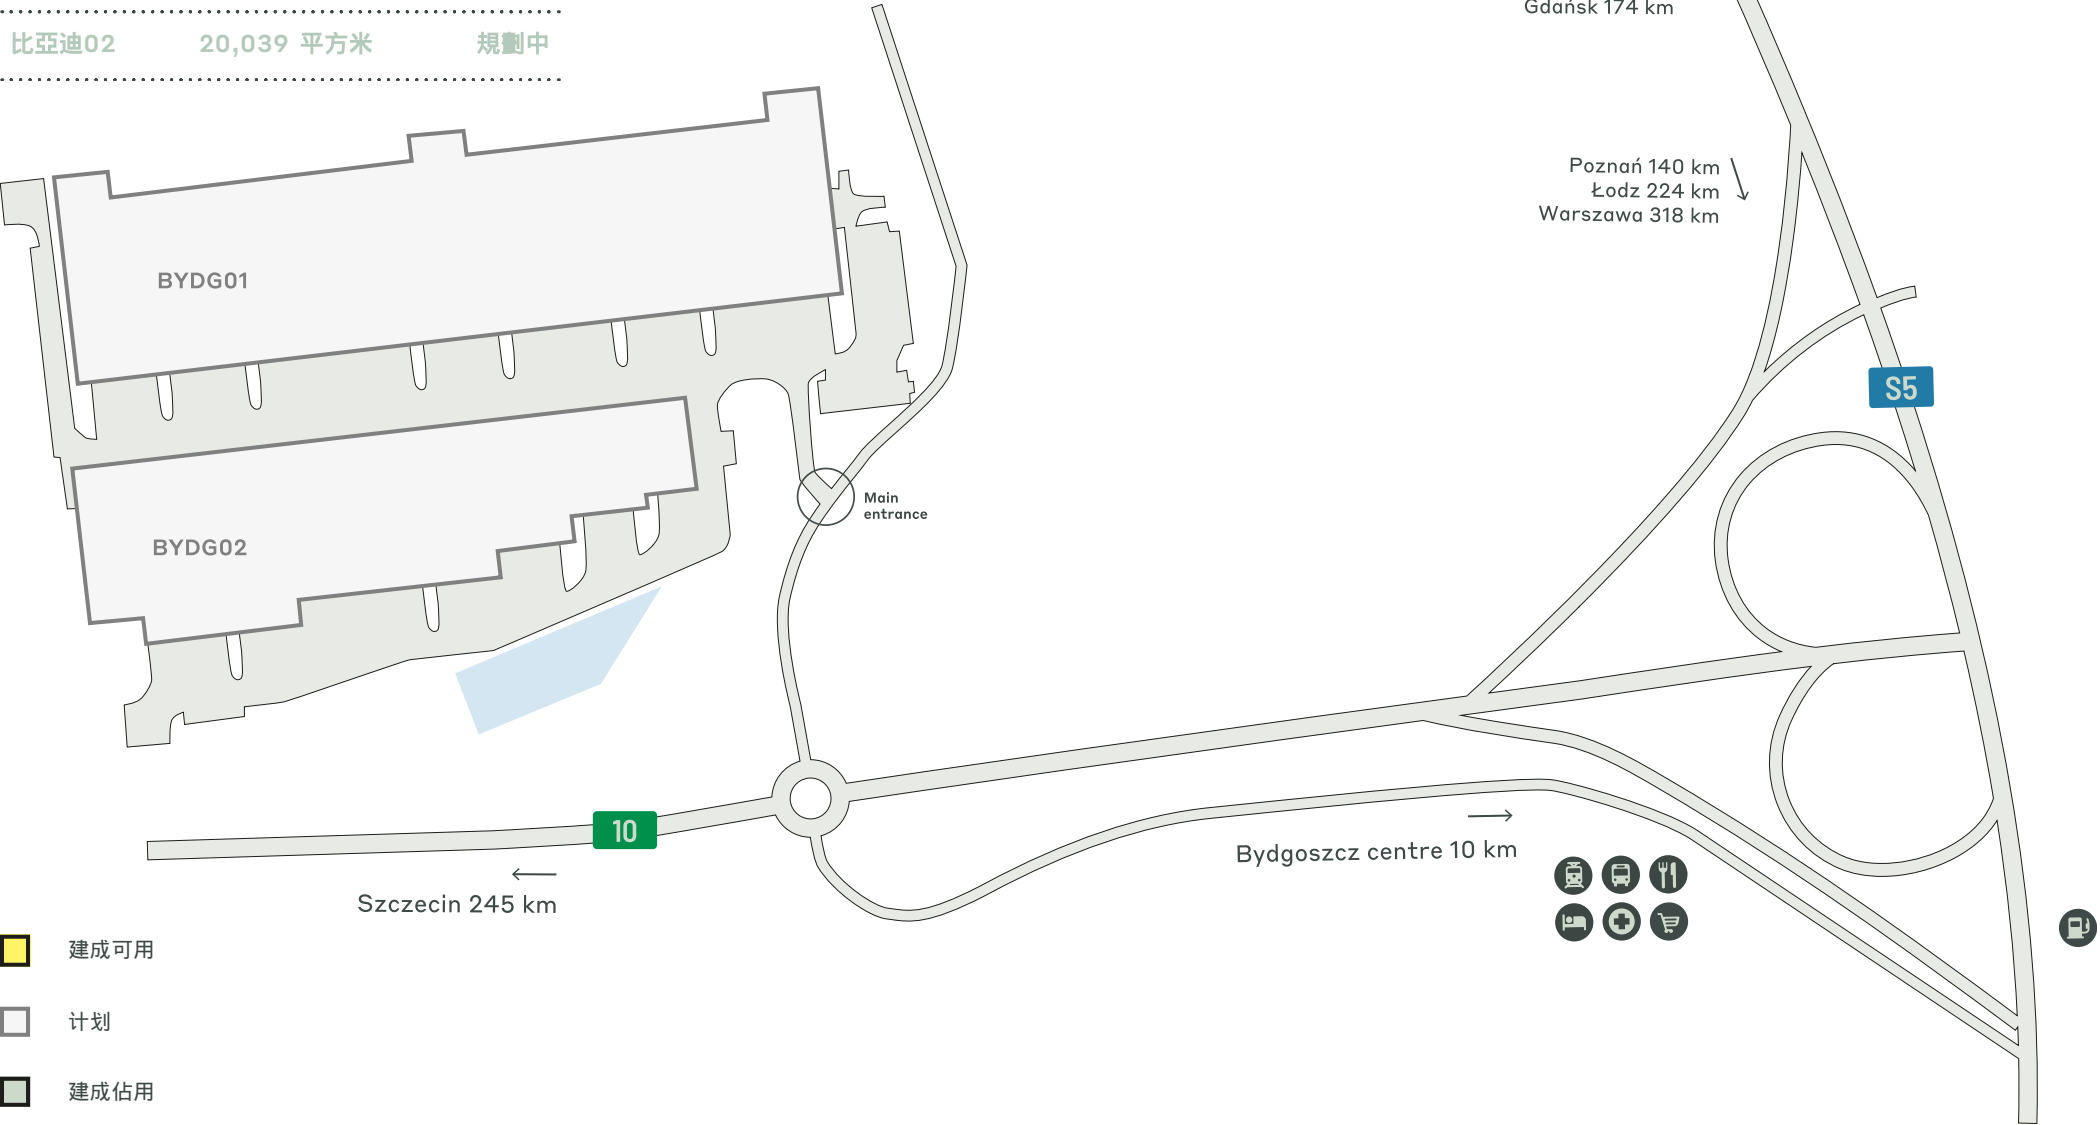 Gdańsk 174 km
比亞迪02 20,039 平方米 規劃中
Poznań 140 km
Łodz 224 km
Warszawa 318 km
BYDG01
S5
Main
entrance
BYDG02
10
Bydgoszcz centre 10 km
Szczecin 245 km
建成可用
计划
建成佔用